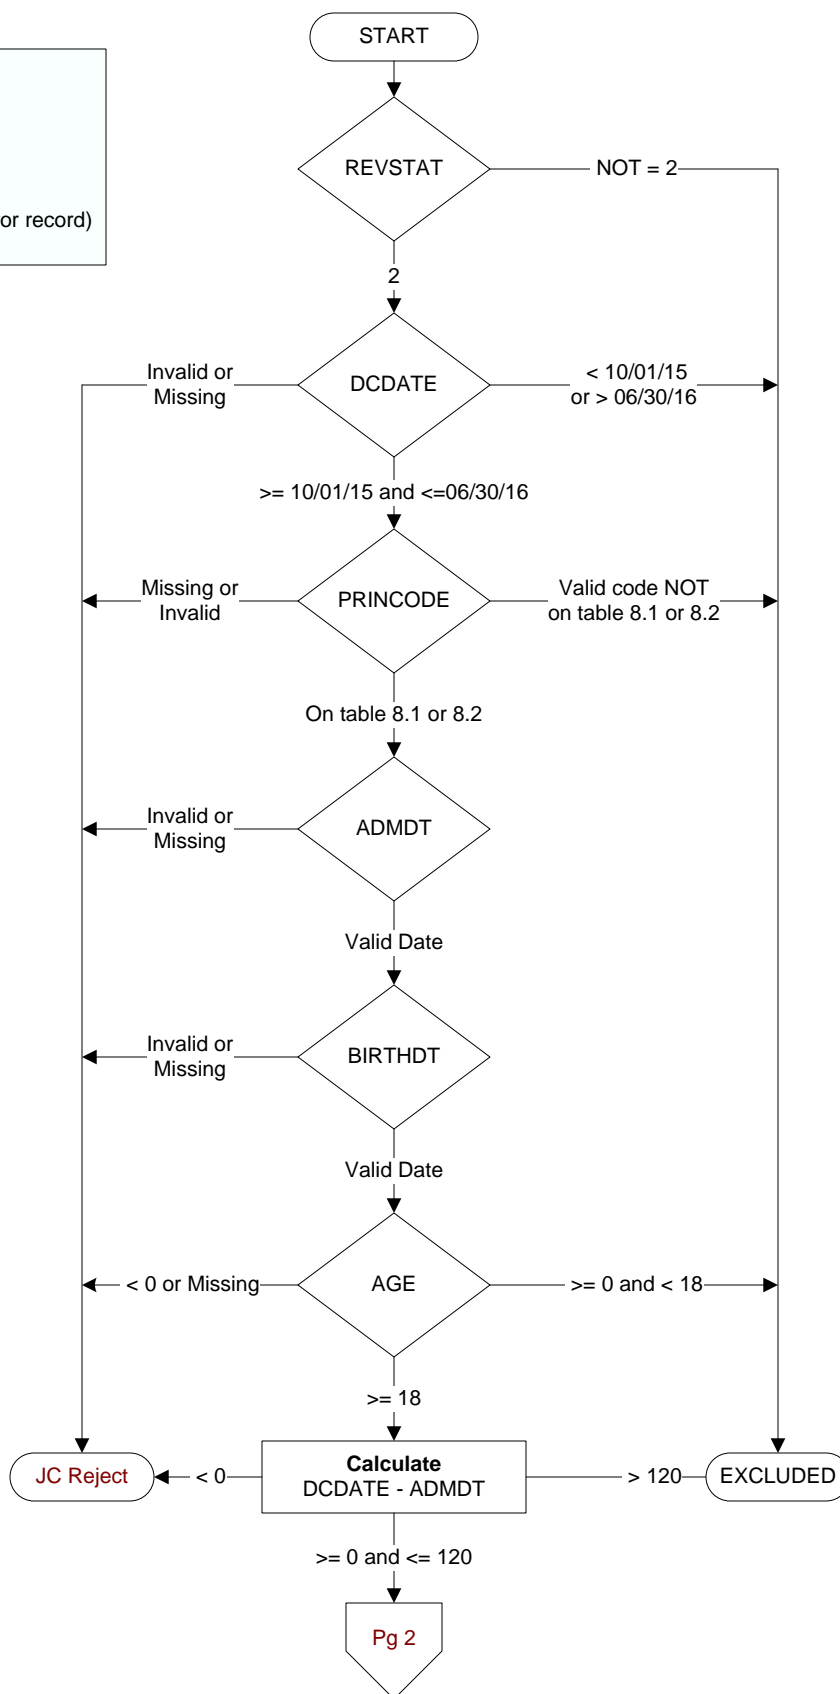 START
or record)
REVSTAT
NOT = 2
2
Invalid or
Missing
DCDATE
< 10/01/15
or > 06/30/16
>= 10/01/15 and <=06/30/16
Missing or
Invalid
PRINCODE
Valid code NOT
on table 8.1 or 8.2
On table 8.1 or 8.2
Invalid or
Missing
ADMDT
Valid Date
Invalid or
Missing
BIRTHDT
Valid Date
< 0 or Missing
AGE
>= 0 and < 18
>= 18
JC Reject
< 0
Calculate
DCDATE - ADMDT
> 120
EXCLUDED
>= 0 and <= 120
Pg 2